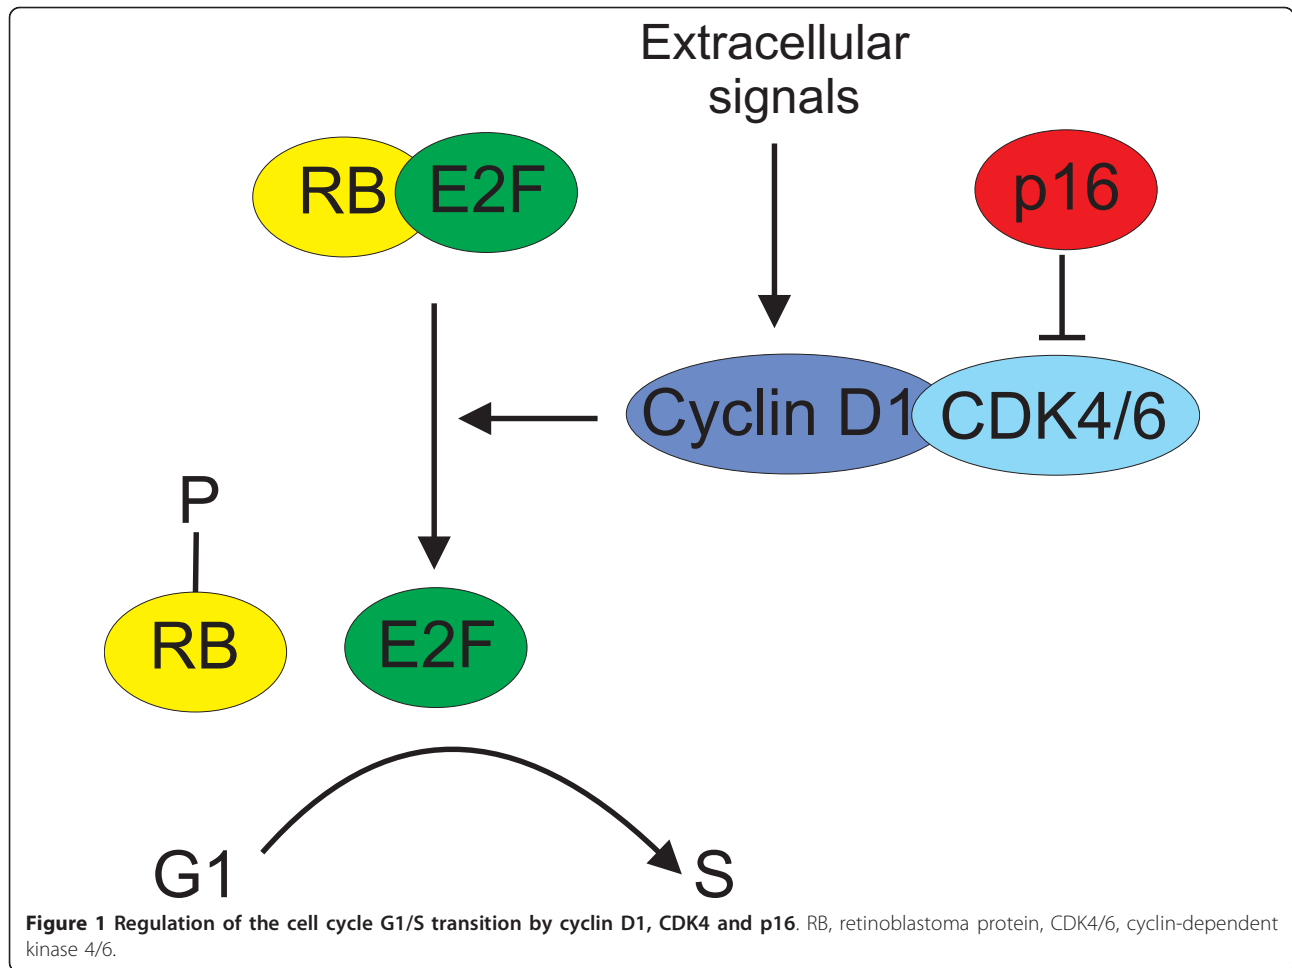 Extracellular
signals
RB E2F
p16
Cyclin D1 CDK4/6
P
RB E2F
G1 S
Figure 1 Regulation of the cell cycle G1/S transition by cyclin D1, CDK4 and p16. RB, retinoblastoma protein, CDK4/6, cyclin-dependent
kinase 4/6.